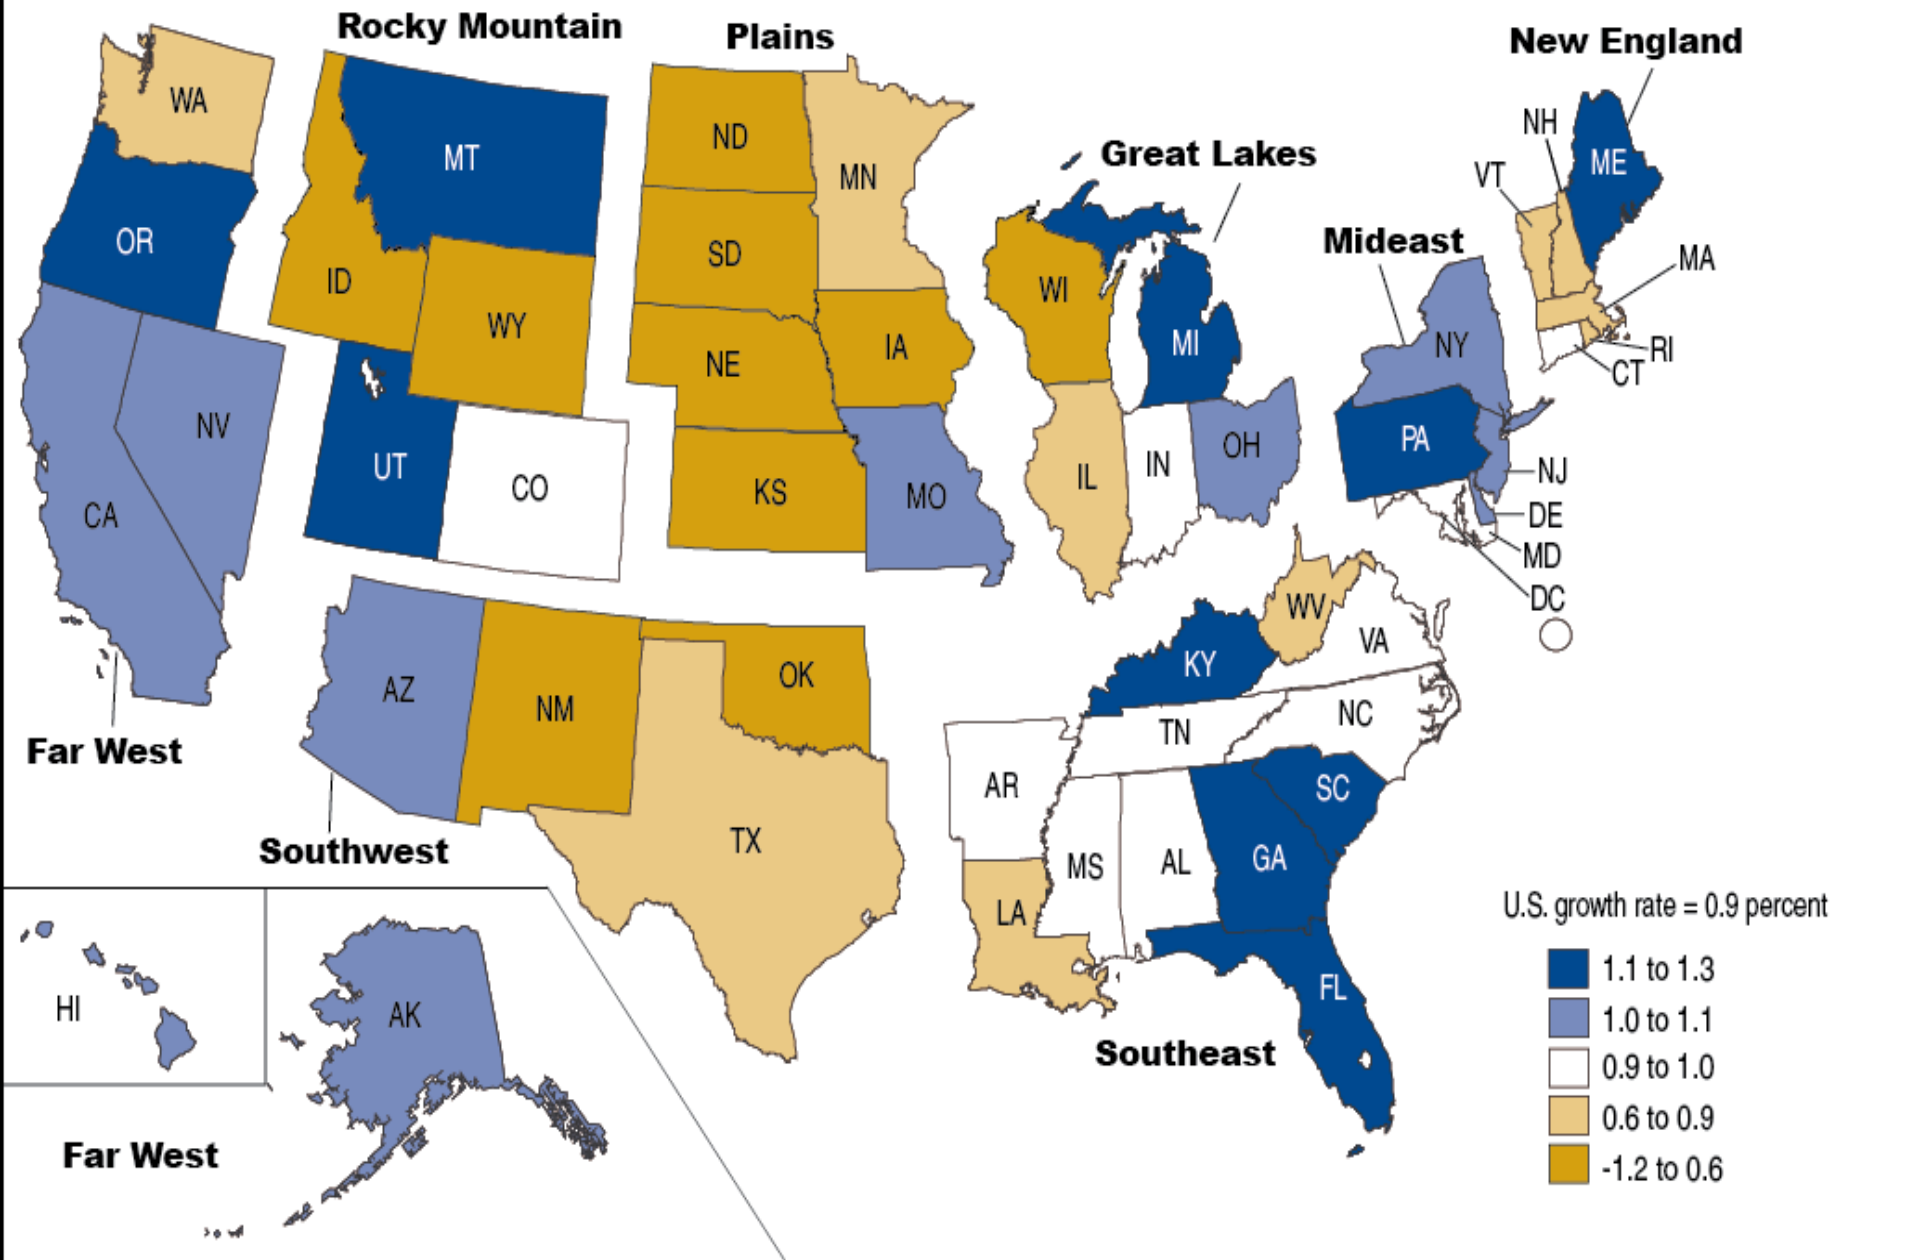 Rocky Mountain
Plains
New England
WA
MT
ND
MN
Great Lakes
NH
VT
ME
OR
ID
SD
WI
Mideast
MA
WY
NE
IA
MI
NY
RI
CT
NV
UT
CO
KS
MO
IL
IN
OH
PA
NJ
CA
DE
MD
DC
WV
VA
AZ
NM
OK
KY
TN
NC
Far West
TX
AR
SC
Southwest
MS
AL
GA
LA
U.S. growth rate = 0.9 percent
HI
AK
FL
1.1 to 1.3
1.0 to 1.1
Southeast
0.9 to 1.0
0.6 to 0.9
Far West
-1.2 to 0.6